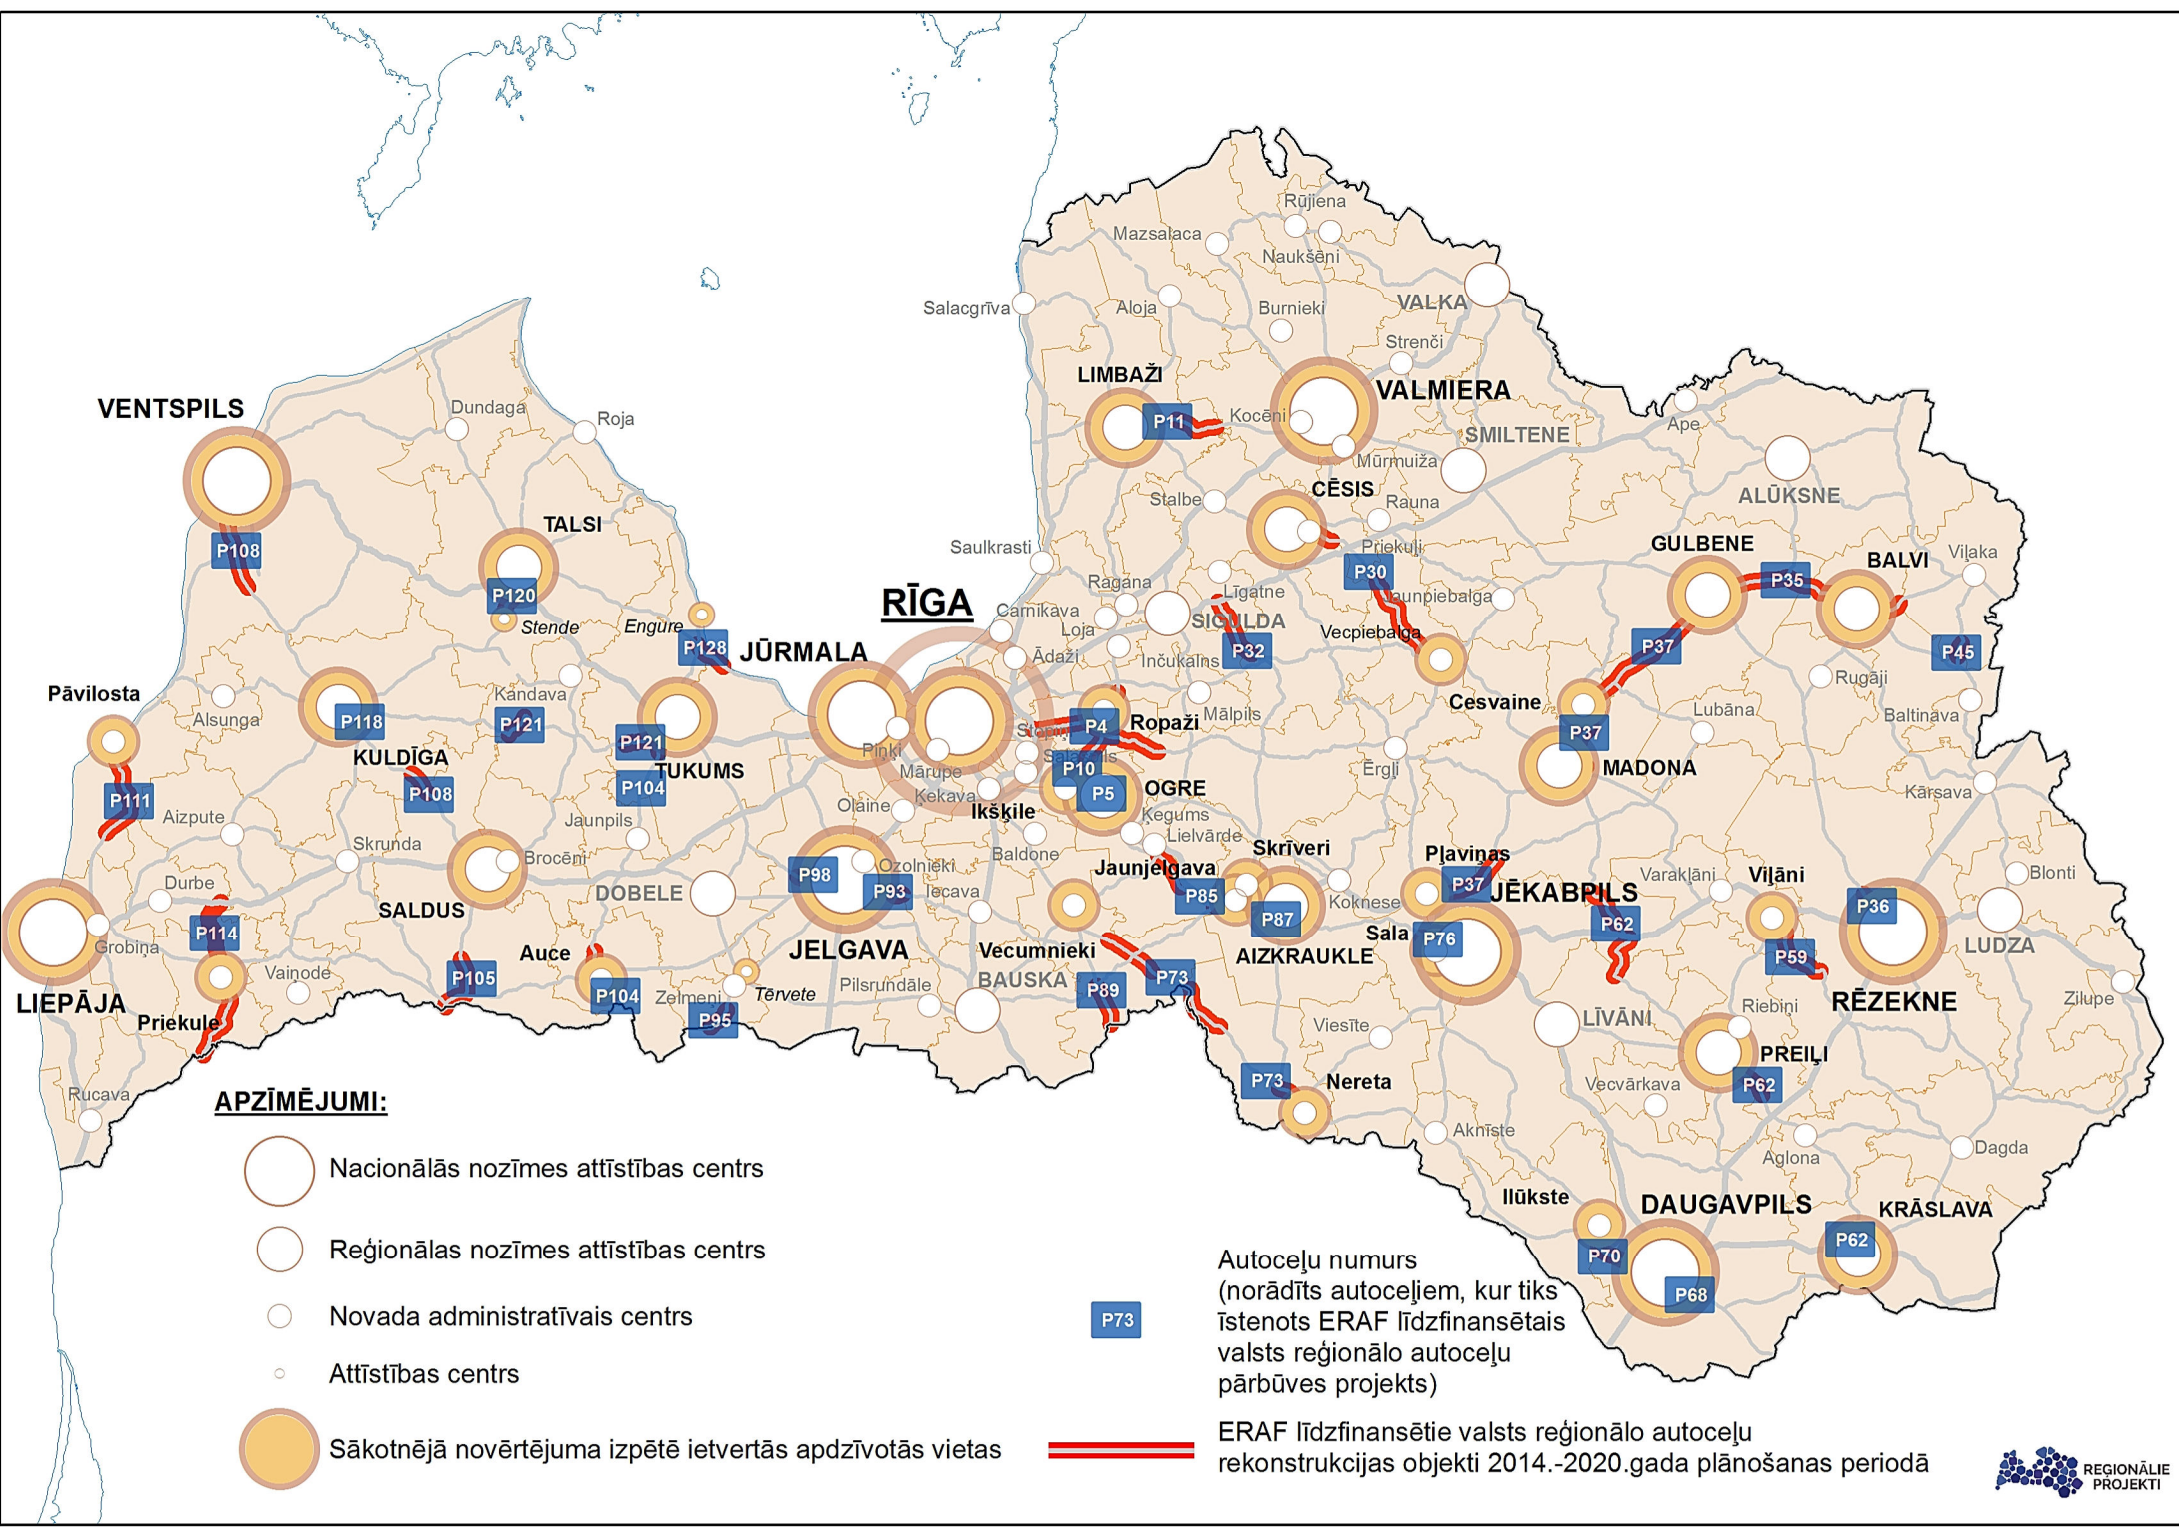 Rūjiena
Mazsalaca
Naukšēni
VALKA
Salacgrīva
Aloja
Burnieki
Strenči
LIMBAŽI
VALMIERA
VENTSPILS
Dundaga
Roja
P11
Kocēni
Ape
SMILTENE
Mūrmuiža
CĒSIS
ALŪKSNE
Stalbe
Rauna
TALSI
P108
Saulkrasti
Priekuļi
GULBENE
BALVI
Viļaka
P30
P35
P120
Ragana
Līgatne
Jaunpiebalga
RĪGA
Carnikava
Stende
Engure
Loja
SIGULDA
Vecpiebalga
P128
JŪRMALA
Ādaži
Inčukalns
P32
P37
P45
Rugāji
Pāvilosta
Alsunga
Kandava
P118
P121
P121
Mālpils
Cesvaine
Lubāna
Baltinava
P4
Ropaži
Stopiņi
P37
Piņķi
KULDĪGA
TUKUMS
Mārupe
Salaspils
P10
Ērgļi
MADONA
P111
P108
P104
Ķekava
P5
OGRE
Kārsava
Aizpute
Jaunpils
Olaine
Ikšķile
Ķegums
Lielvārde
Skrunda
Brocēni
Baldone
Skrīveri
Pļaviņas
Ozolnieki
Jaunjelgava
Varakļāni
Viļāni
Blonti
Durbe
P98
P93
Iecava
P85
Koknese
P37
JĒKABPILS
P36
DOBELE
SALDUS
P87
P62
Grobiņa
P114
Sala
P76
LUDZA
Auce
JELGAVA
Vecumnieki
AIZKRAUKLE
P59
Vaiņode
P105
BAUSKA
P73
LIEPĀJA
P104
Zelmeņi
Tērvete
Pilsrundāle
P89
RĒZEKNE
Zilupe
Priekule
P95
Viesīte
LĪVĀNI
Riebiņi
PREIĻI
P73
Nereta
Vecvārkava
P62
Rucava
Aknīste
Aglona
Dagda
Ilūkste
DAUGAVPILS
KRĀSLAVA
P70
P62
P68
APZĪMĒJUMI:
Nacionālās nozīmes attīstības centrs
Reģionālas nozīmes attīstības centrs
Novada administratīvais centrs
Attīstības centrs
Sākotnējā novērtējuma izpētē ietvertās apdzīvotās vietas
P73
Autoceļu numurs
(norādīts autoceļiem, kur tiks
īstenots ERAF līdzfinansētais
valsts reģionālo autoceļu
pārbūves projekts)
ERAF līdzfinansētie valsts reģionālo autoceļu
rekonstrukcijas objekti 2014.-2020.gada plānošanas periodā
REĢIONĀLIE
PROJEKTI